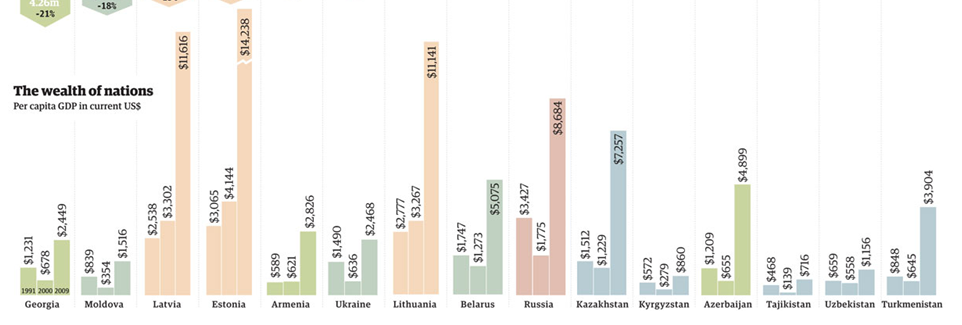 4.26m
-21%
-18%
The wealth of nations
Per capita GDP in current US$
$1,231
$678
$2,449
1991 2000 2009
Georgia
$839
$354
$1,516
Moldova
$2,538
$3,302
$11,616
Latvia
$3,065
$4,144
$14,238
Estonia
$589
$621
$2,826
Armenia
$1,490
$636
$2,468
Ukraine
$2,777
$3,267
$11,141
Lithuania
$1,747
$1,273
$5,075
Belarus
$3,427
$1,775
$8,684
Russia
$1,512
$1,229
$7,257
Kazakhstan
$572
$279
$860
Kyrgyzstan
$1,209
$655
$4,899
Azerbaijan
$468
$139
$716
Tajikistan
$659
$558
$1,156
Uzbekistan
$848
$645
$3,904
Turkmenistan